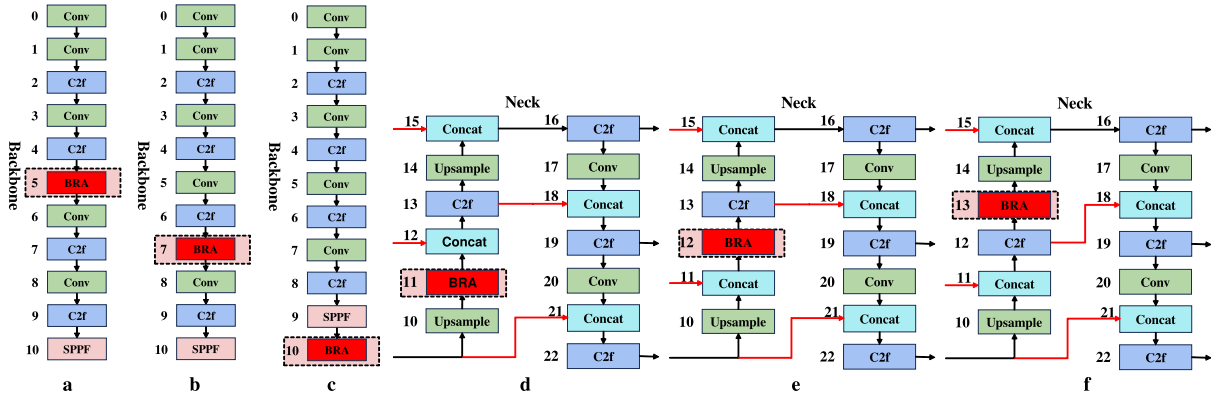 Backbone
0 Conv
1 Conv
2 C2f
3 Conv
4 C2f
5 BRA
6 Conv
7 C2f
8 Conv
9 C2f
10 SPPF
a
Backbone
0 Conv
1 Conv
2 C2f
3 Conv
4 C2f
5 Conv
6 C2f
7 BRA
8 Conv
9 C2f
10 SPPF
b
Backbone
0 Conv
1 Conv
2 C2f
3 Conv
4 C2f
5 Conv
6 C2f
7 Conv
8 C2f
9 SPPF
10 BRA
c
Neck
15 Concat
14 Upsample
13 C2f
12 Concat
11 BRA
10 Upsample
16 C2f
17 Conv
18 Concat
19 C2f
20 Conv
21 Concat
22 C2f
d
Neck
15 Concat
14 Upsample
13 C2f
12 BRA
11 Concat
10 Upsample
16 C2f
17 Conv
18 Concat
19 C2f
20 Conv
21 Concat
22 C2f
e
Neck
15 Concat
14 Upsample
13 BRA
12 C2f
11 Concat
10 Upsample
16 C2f
17 Conv
18 Concat
19 C2f
20 Conv
21 Concat
22 C2f
f